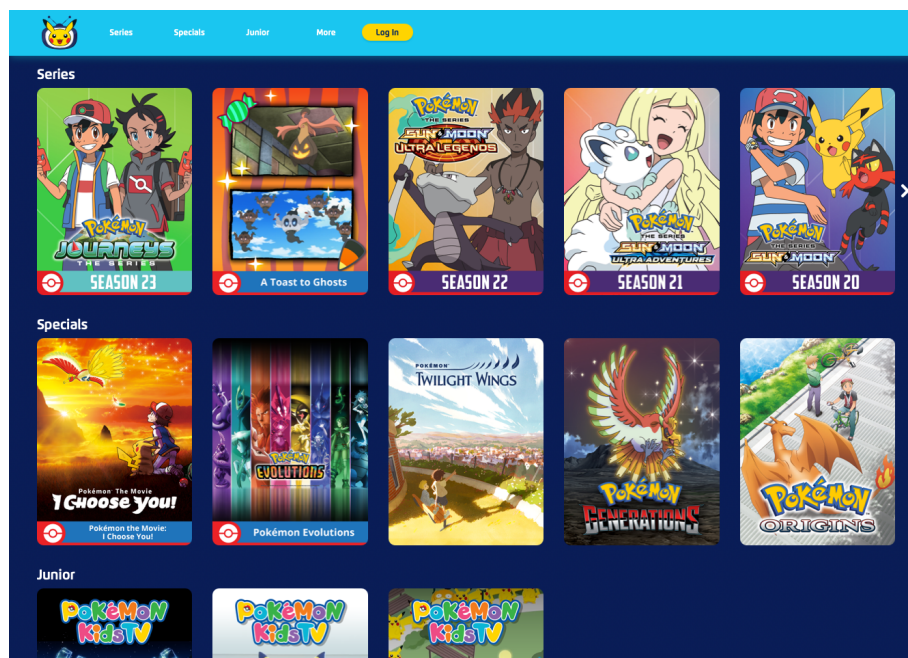 Series
Specials
Junior
More
Log In
Series
POKÉMON
JOURNEYS
THE SERIES
SEASON 23
A Toast to Ghosts
POKÉMON
THE SERIES
SUN & MOON
ULTRA LEGENDS
SEASON 22
POKÉMON
THE SERIES
SUN & MOON
ULTRA ADVENTURES
SEASON 21
POKÉMON
THE SERIES
SUN & MOON
SEASON 20
Specials
Pokémon The Movie
I Choose you!
Pokémon the Movie:
I Choose You!
POKÉMON
EVOLUTIONS
Pokémon Evolutions
POKÉMON
TWILIGHT WINGS
POKÉMON
GENERATIONS
POKÉMON
ORIGINS
Junior
POKéMON
KidsTV
POKéMON
KidsTV
POKéMON
KidsTV